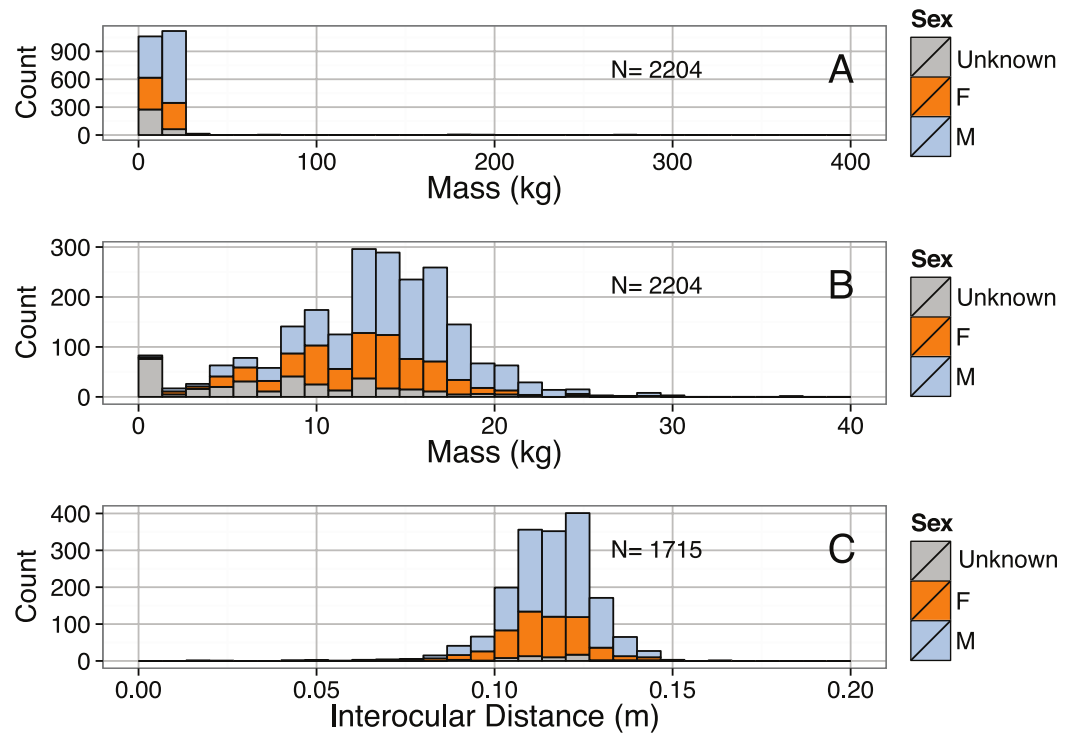 Sex
Unknown
F
M
Count
900
600
300
0
N= 2204
A
0 100 200 300 400
Mass (kg)
Sex
Unknown
F
M
Count
300
200
100
0
N= 2204
B
0 10 20 30 40
Mass (kg)
Sex
Unknown
F
M
Count
400
300
200
100
0
N= 1715
C
0.00 0.05 0.10 0.15 0.20
Interocular Distance (m)